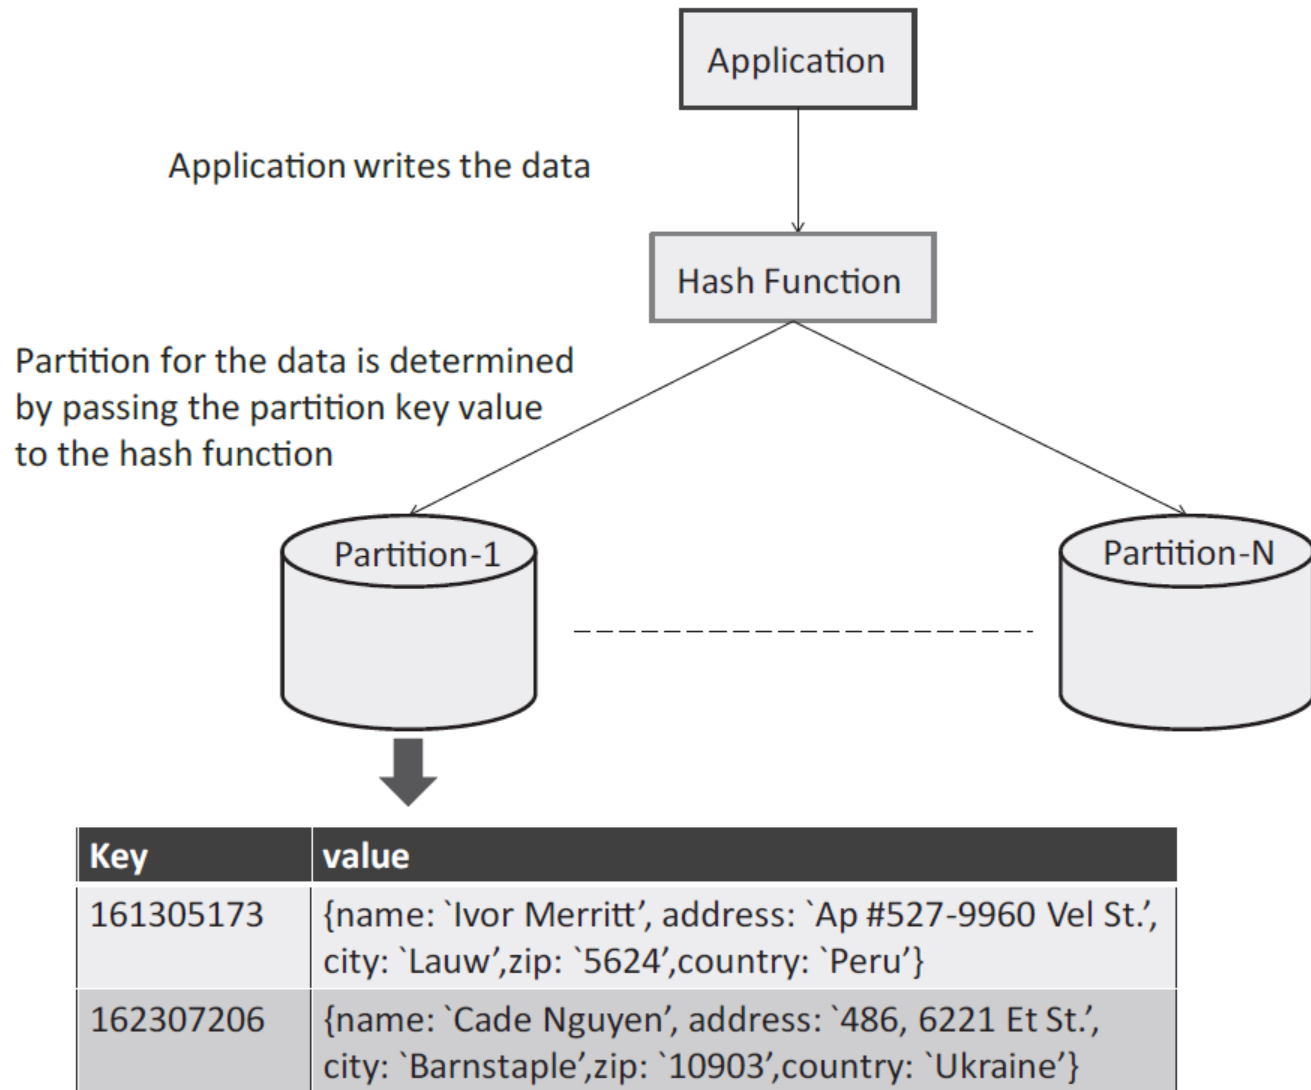 Application
Application writes the data
Hash Function
Partition for the data is determined
by passing the partition key value
to the hash function
Partition-1
Partition-N
Key value
161305173 {name: `Ivor Merritt’, address: `Ap #527-9960 Vel St.’,
city: `Lauw’,zip: `5624’,country: `Peru’}
162307206 {name: `Cade Nguyen’, address: `486, 6221 Et St.’,
city: `Barnstaple’,zip: `10903’,country: `Ukraine’}